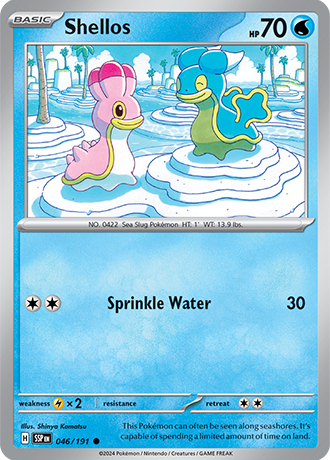 BASIC
Shellos
HP 70
NO. 0422 Sea Slug Pokémon HT: 1' WT: 13.9 lbs.
Sprinkle Water 30
weakness ×2 resistance retreat
Illus. Shinya Komatsu
H SSP EN 046/191
This Pokémon can often be seen along seashores. It's
capable of spending a limited amount of time on land.
©2024 Pokémon / Nintendo / Creatures / GAME FREAK